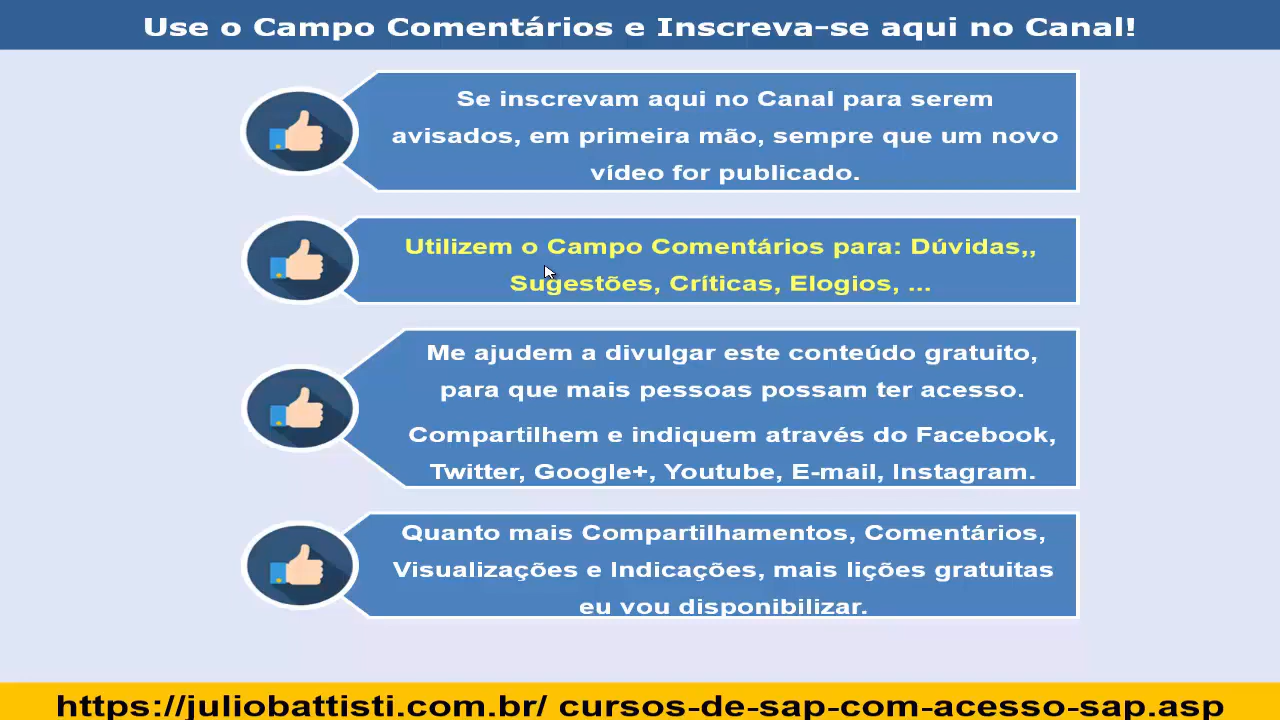 Use o Campo Comentários e Inscreva-se aqui no Canal!
Se inscrevam aqui no Canal para serem
avisados, em primeira mão, sempre que um novo
vídeo for publicado.
Utilizem o Campo Comentários para: Dúvidas,,
Sugestões, Críticas, Elogios, ...
Me ajudem a divulgar este conteúdo gratuito,
para que mais pessoas possam ter acesso.
Compartilhem e indiquem através do Facebook,
Twitter, Google+, Youtube, E-mail, Instagram.
Quanto mais Compartilhamentos, Comentários,
Visualizações e Indicações, mais lições gratuitas
eu vou disponibilizar.
https://juliobattisti.com.br/ cursos-de-sap-com-acesso-sap.asp